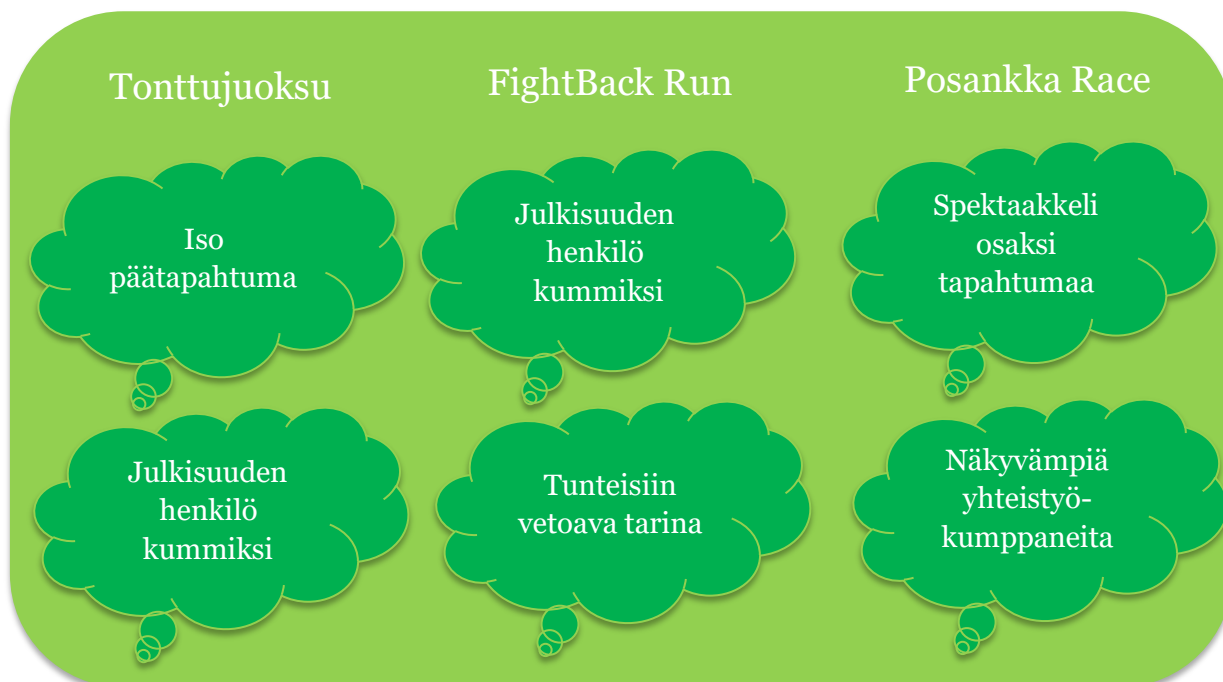 Tonttujuoksu
FightBack Run
Posankka Race
Iso
päätapahtuma
Julkisuuden
henkilö
kummiksi
Spektaakkeli
osaksi
tapahtumaa
Julkisuuden
henkilö
kummiksi
Tunteisiin
vetoava tarina
Näkyvämpiä
yhteistyö-
kumppaneita